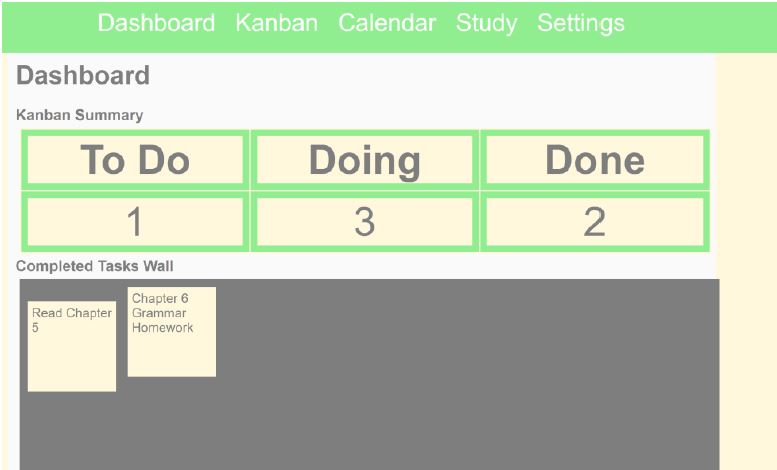 Dashboard Kanban Calendar Study Settings
Dashboard
Kanban Summary
To Do Doing Done
1 3 2
Completed Tasks Wall
Read Chapter
5
Chapter 6
Grammar
Homework